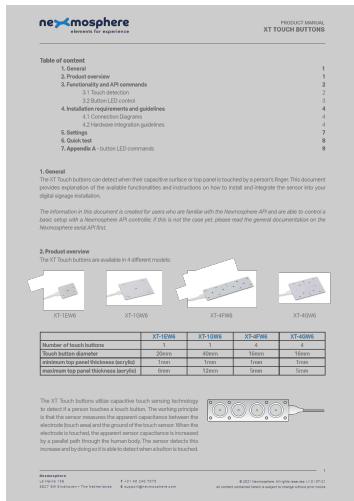 nexmosphere
elements for experience
PRODUCT MANUAL
XT TOUCH BUTTONS
Table of content
1. General 1
2. Product overview 1
3. Functionality and API commands 2
3.1 Touch detection 2
3.2 Button LED control 3
4. Installation requirements and guidelines 4
4.1 Connection Diagrams 4
4.2 Hardware integration guidelines 4
5. Settings 7
6. Quick test 8
7. Appendix A - button LED commands 9
1. General
The XT Touch buttons can detect when their capacitive surface or top panel is touched by a person's finger. This document
provides explanation of the available functionalities and instructions on how to install and integrate the sensor into your
digital signage installation.
The information in this document is created for users who are familiar with the Nexmosphere API and are able to control a
basic setup with a Nexmosphere API controller. If this is not the case yet, please read the general documentation on the
Nexmosphere serial API first.
2. Product overview
The XT Touch buttons are available in 4 different models:
XT-1EW6 XT-1GW6 XT-4FW6 XT-4GW6
XT-1EW6 XT-1GW6 XT-4FW6 XT-4GW6
Number of touch buttons 1 1 4 4
Touch button diameter 20mm 40mm 16mm 16mm
minimum top panel thickness (acrylic) 1mm 1mm 1mm 1mm
maximum top panel thickness (acrylic) 6mm 12mm 5mm 5mm
The XT Touch buttons utilize capacitive touch sensing technology
to detect if a person touches a touch button. The working principle
is that the sensor measures the apparent capacitance between the
electrode (touch area) and the ground of the touch sensor. When the
electrode is touched, the apparent sensor capacitance is increased
by a parallel path through the human body. The sensor detects this
increase and by doing so it is able to detect when a button is touched.
1
Nexmosphere